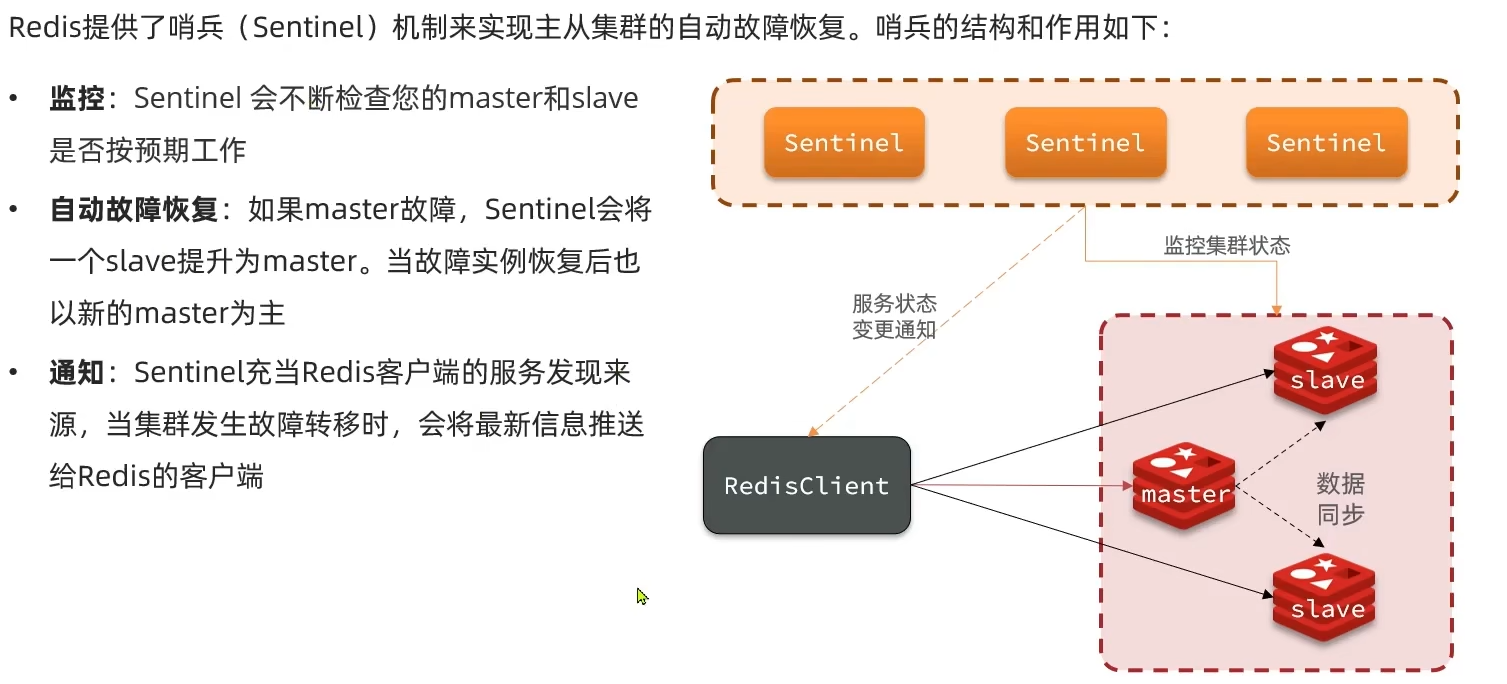 Redis提供了哨兵（Sentinel）机制来实现主从集群的自动故障恢复。哨兵的结构和作用如下：
• 监控：Sentinel 会不断检查您的master和slave
是否按预期工作
• 自动故障恢复：如果master故障，Sentinel会将
一个slave提升为master。当故障实例恢复后也
以新的master为主
• 通知：Sentinel充当Redis客户端的服务发现来
源，当集群发生故障转移时，会将最新信息推送
给Redis的客户端
Sentinel
Sentinel
Sentinel
监控集群状态
服务状态
变更通知
RedisClient
slave
master
数据
同步
slave